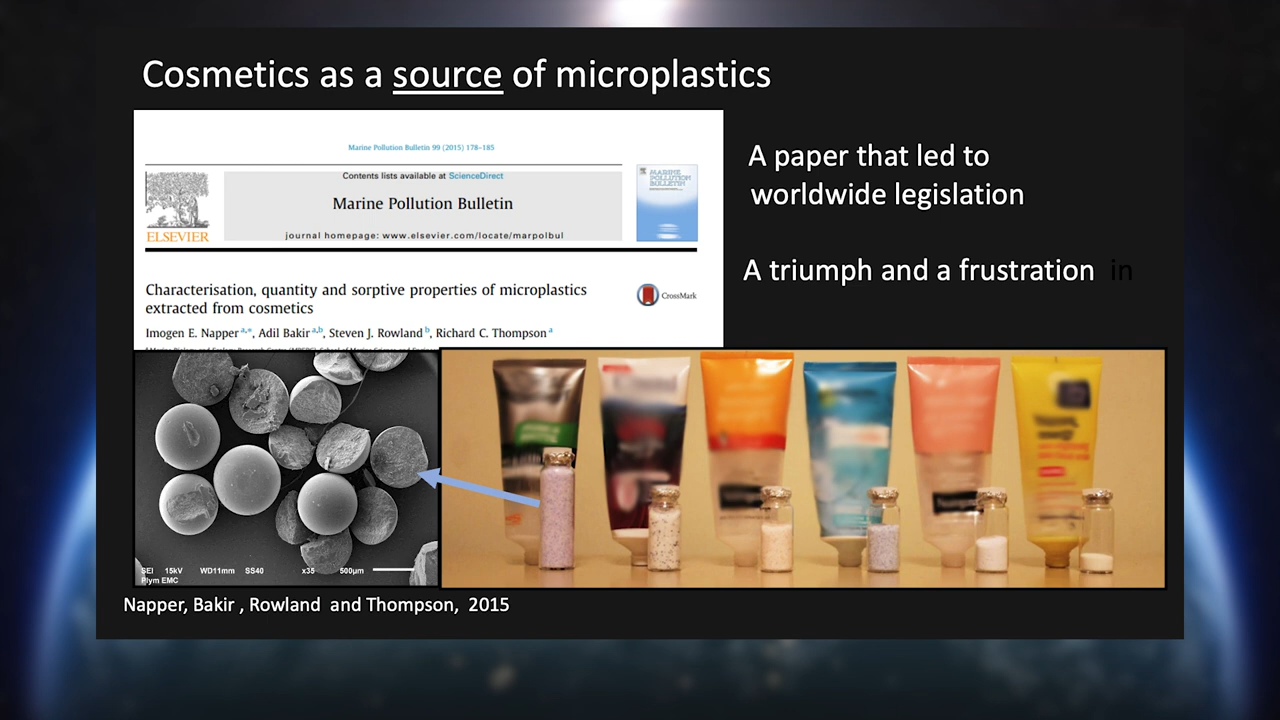 Cosmetics as a source of microplastics
Marine Pollution Bulletin 99 (2015) 178–185
Contents lists available at ScienceDirect
Marine Pollution Bulletin
journal homepage: www.elsevier.com/locate/marpolbul
ELSEVIER
MARINE
POLLUTION
BULLETIN
Characterisation, quantity and sorptive properties of microplastics
extracted from cosmetics
CrossMark
Imogen E. Napper a,*, Adil Bakir a,b, Steven J. Rowland b, Richard C. Thompson a
A paper that led to
worldwide legislation
A triumph and a frustration in
SEI 15kV WD11mm SS40 x35 500µm
Plym EMC
Napper, Bakir , Rowland and Thompson, 2015